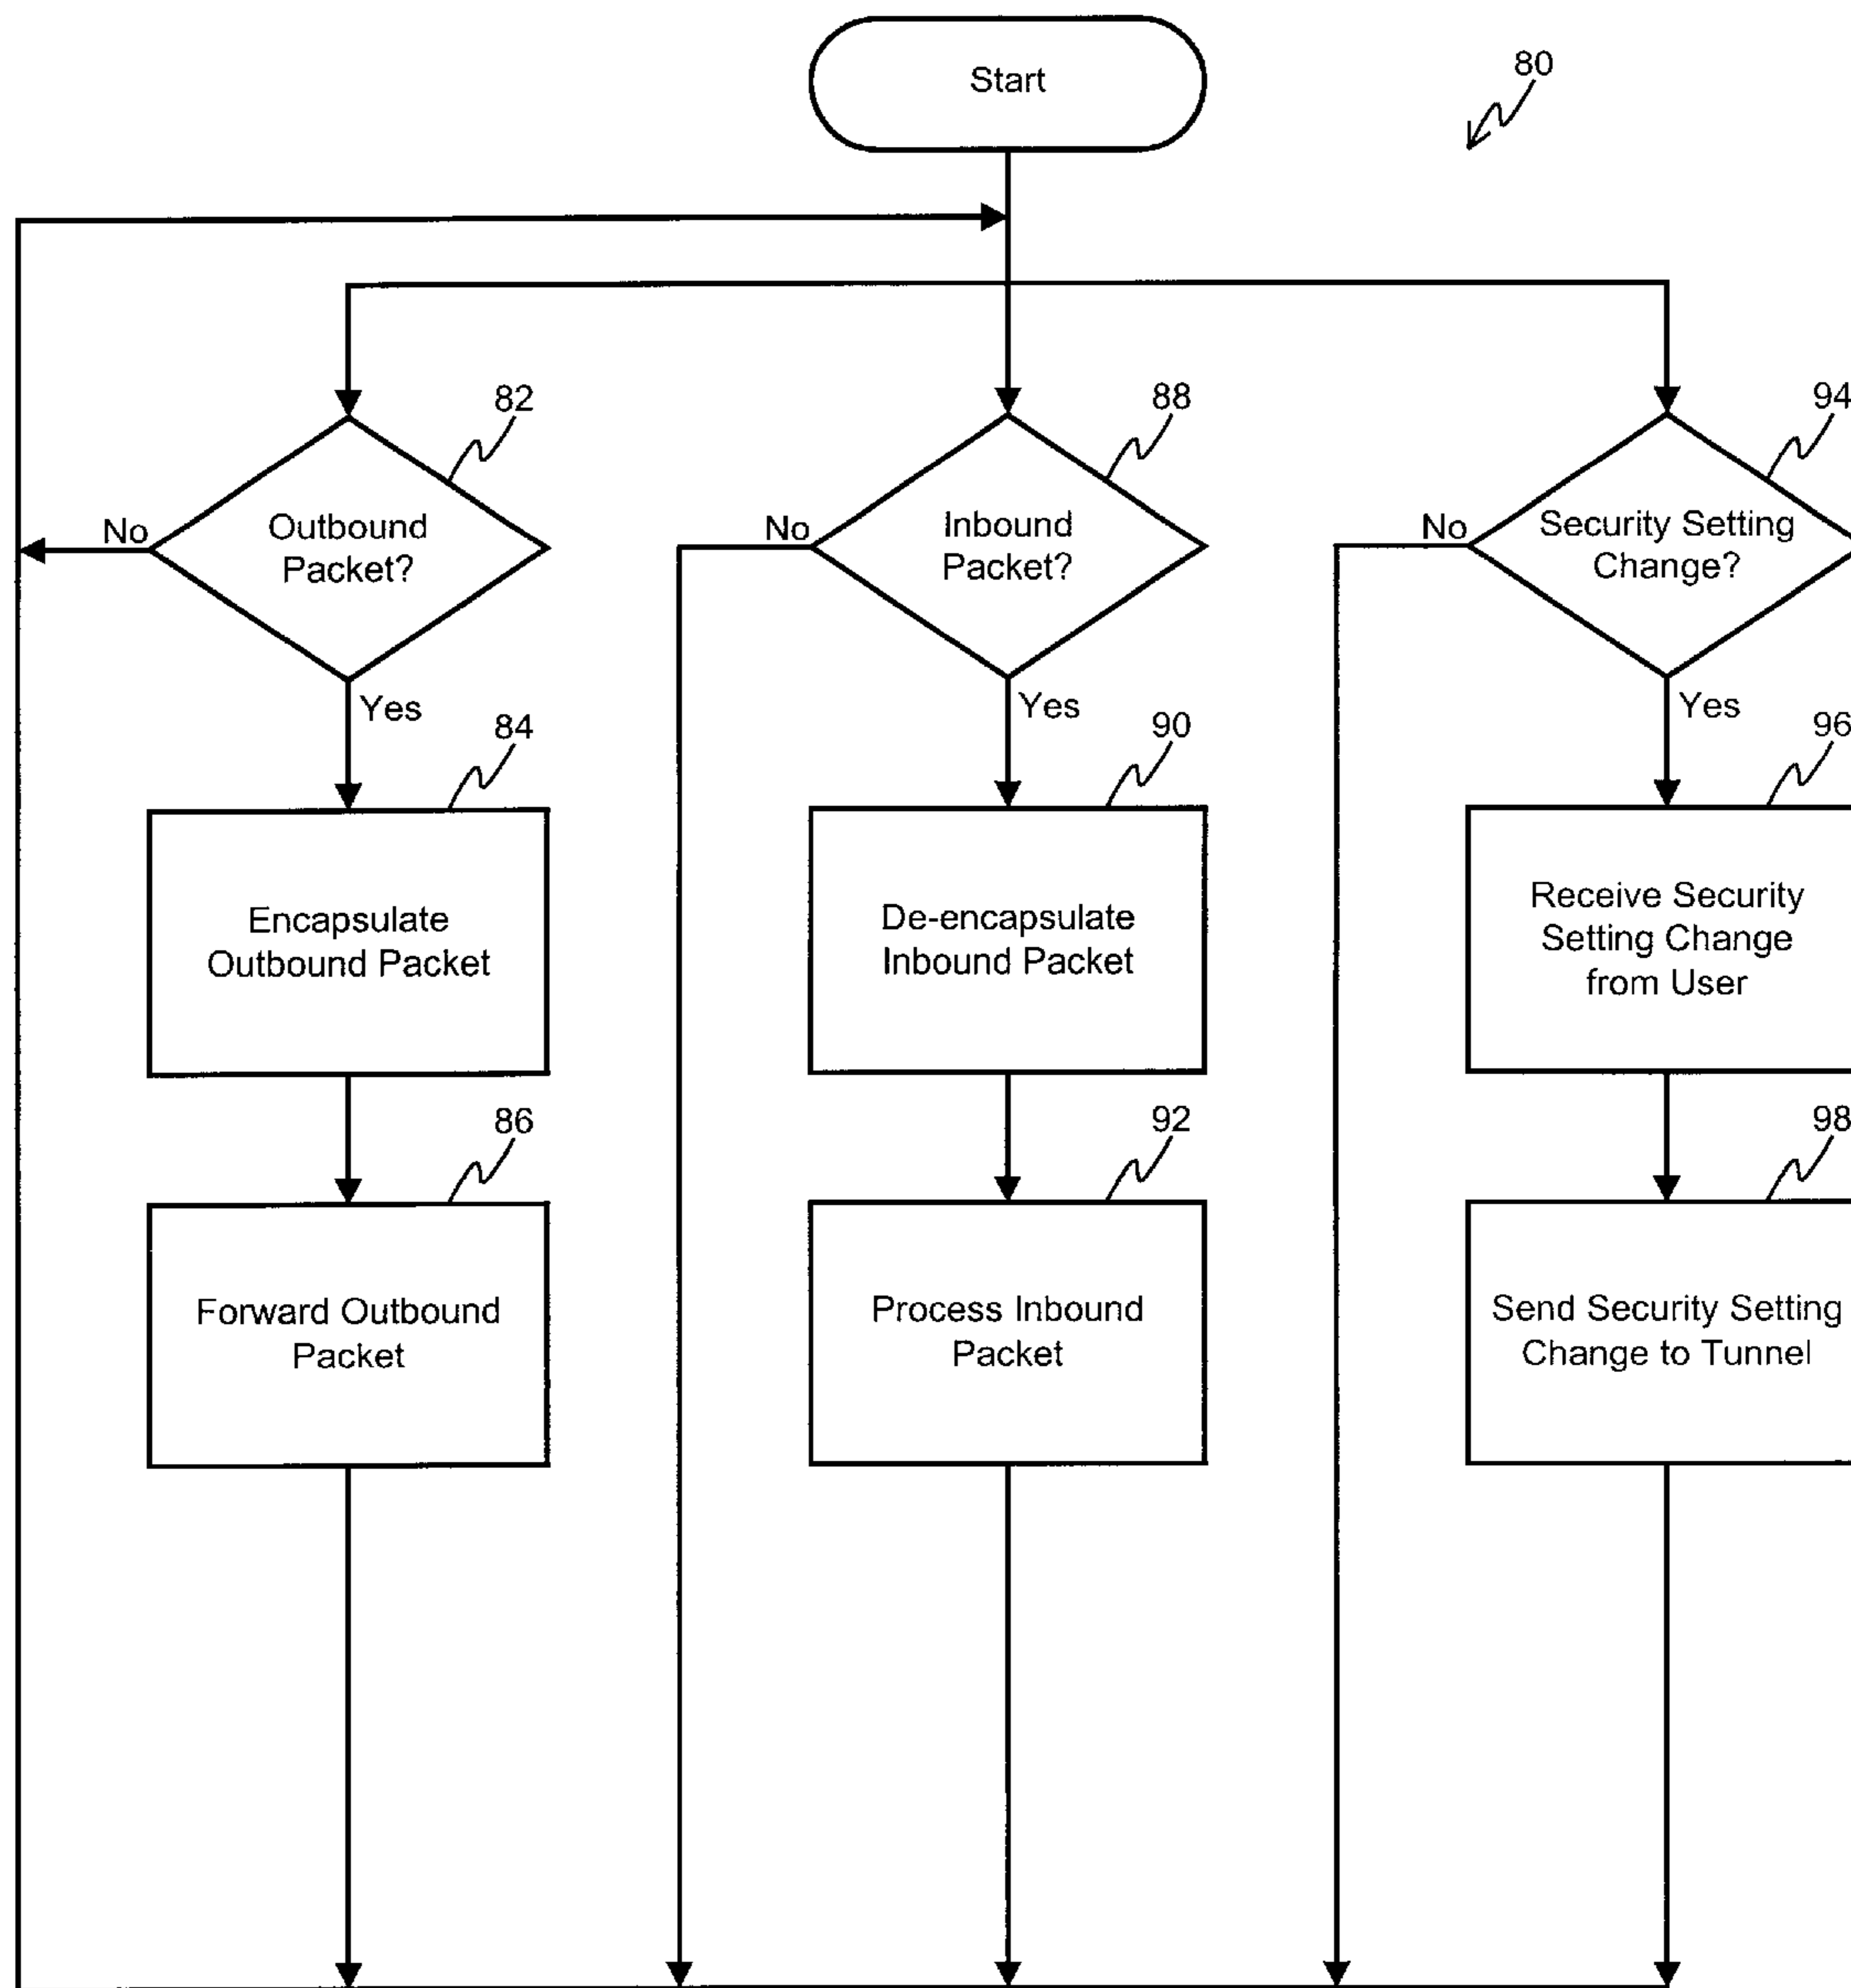 Start
80
82
88
94
No
Outbound
Packet?
No
Inbound
Packet?
No
Security Setting
Change?
Yes
Yes
Yes
84
90
96
Encapsulate
Outbound Packet
De-encapsulate
Inbound Packet
Receive Security
Setting Change
from User
86
92
98
Forward Outbound
Packet
Process Inbound
Packet
Send Security Setting
Change to Tunnel